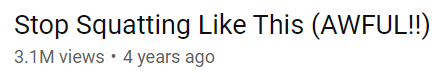 Stop Squatting Like This (AWFUL!!)
3.1M views • 4 years ago